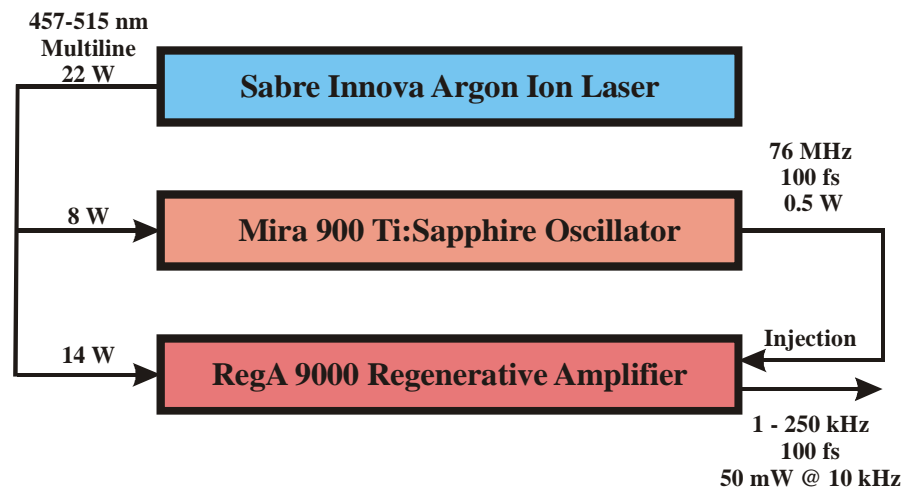 457-515 nm
Multiline
22 W
Sabre Innova Argon Ion Laser
76 MHz
100 fs
0.5 W
8 W
Mira 900 Ti:Sapphire Oscillator
Injection
14 W
RegA 9000 Regenerative Amplifier
1 - 250 kHz
100 fs
50 mW @ 10 kHz